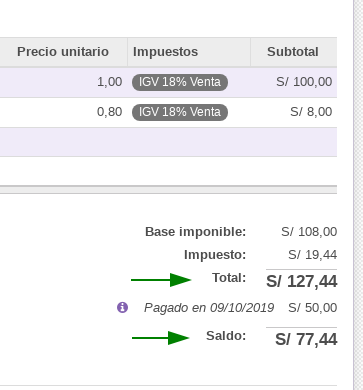 Precio unitario Impuestos Subtotal
1,00 IGV 18% Venta S/ 100,00
0,80 IGV 18% Venta S/ 8,00
Base imponible: S/ 108,00
Impuesto: S/ 19,44
Total: S/ 127,44
Pagado en 09/10/2019 S/ 50,00
Saldo: S/ 77,44